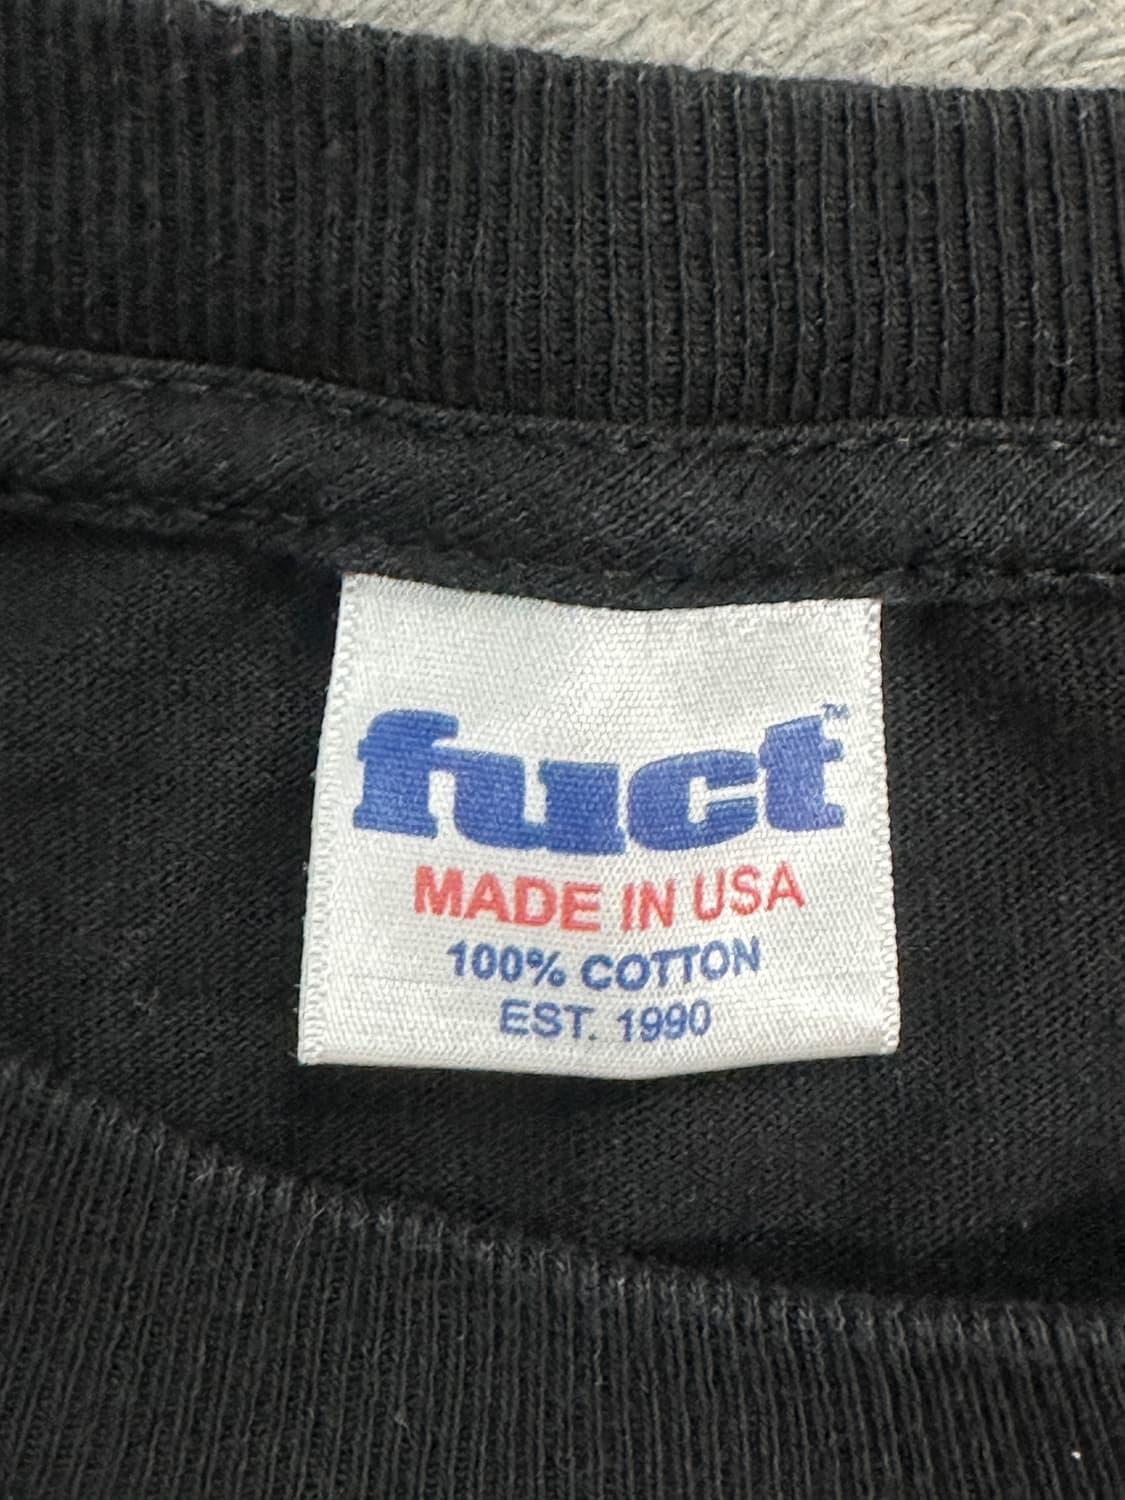 fuct™
MADE IN USA
100% COTTON
EST. 1990